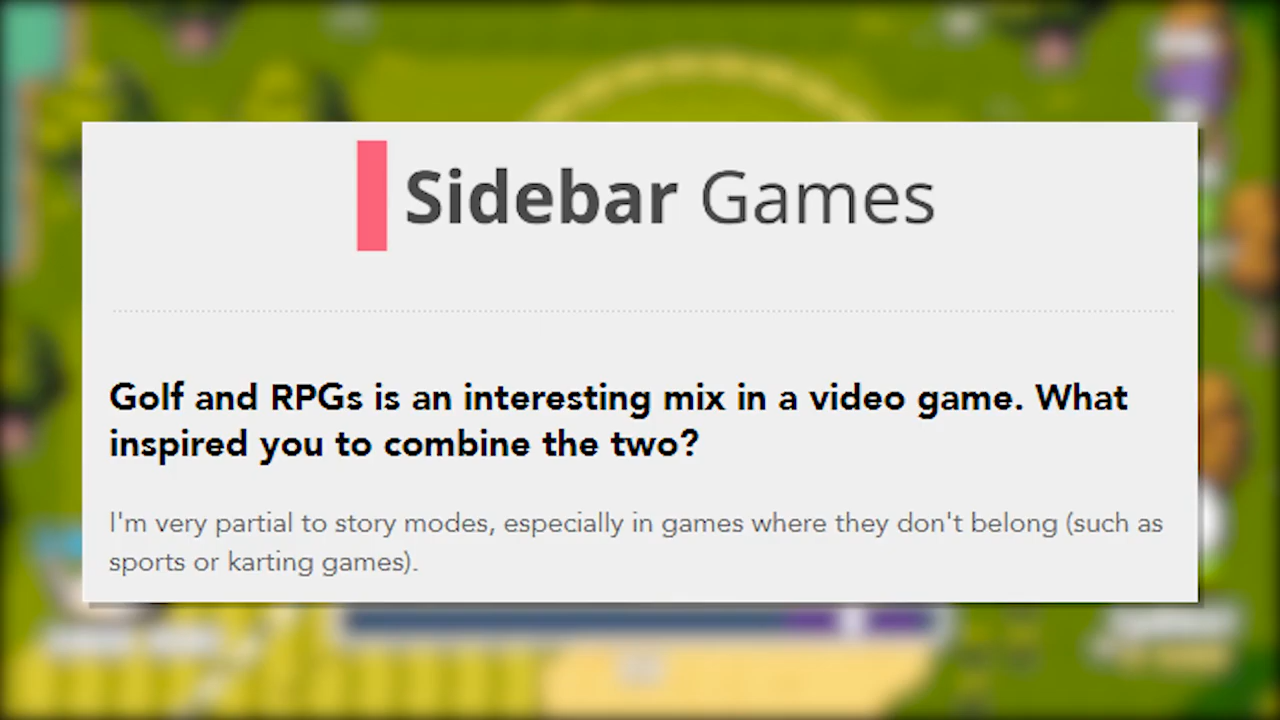 Sidebar Games
Golf and RPGs is an interesting mix in a video game. What
inspired you to combine the two?
I'm very partial to story modes, especially in games where they don't belong (such as
sports or karting games).